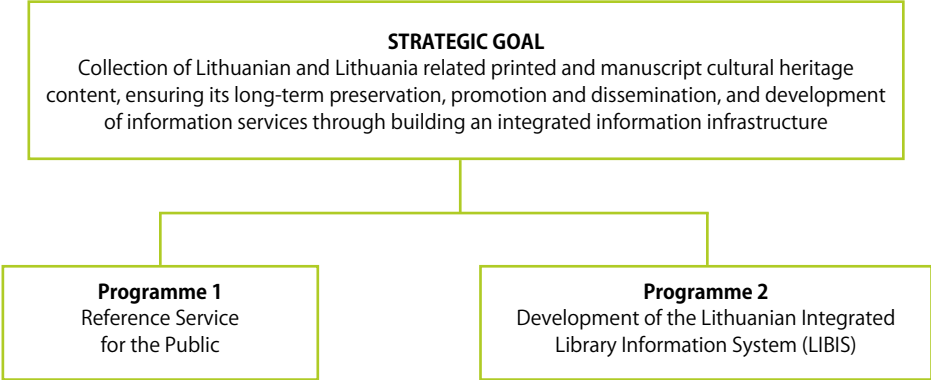 STRATEGIC GOAL
Collection of Lithuanian and Lithuania related printed and manuscript cultural heritage
content, ensuring its long-term preservation, promotion and dissemination, and development
of information services through building an integrated information infrastructure
Programme 1
Reference Service
for the Public
Programme 2
Development of the Lithuanian Integrated
Library Information System (LIBIS)